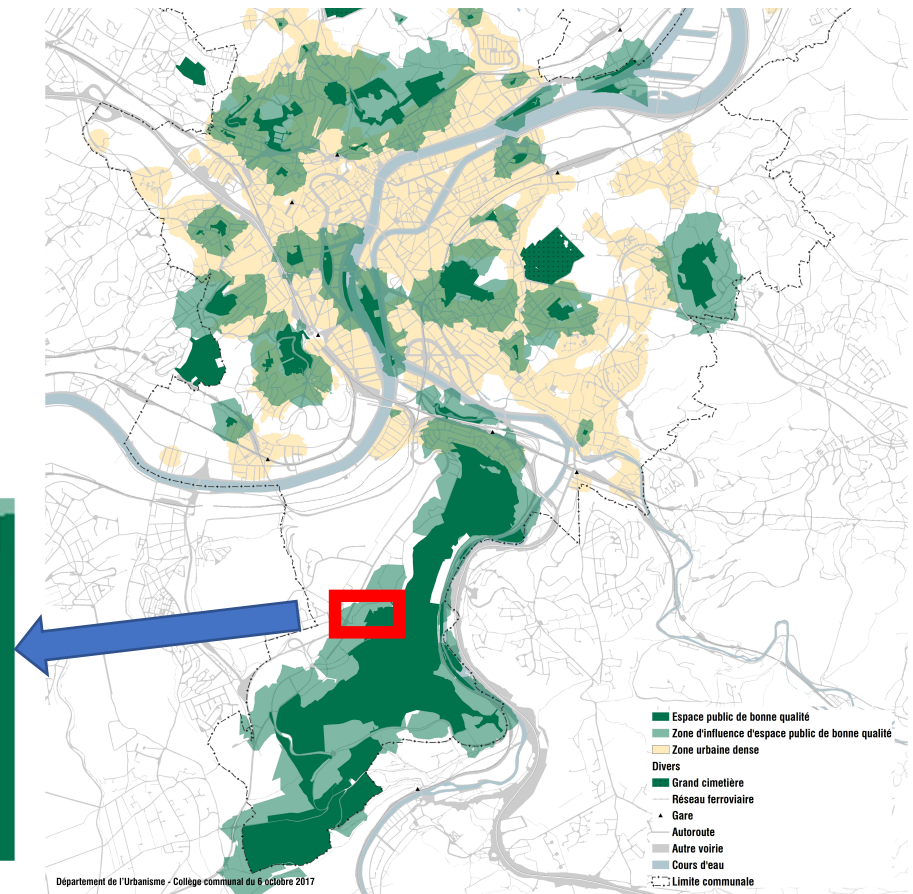 Espace public de bonne qualité
Zone d'influence d'espace public de bonne qualité
Zone urbaine dense
Divers
Grand cimetière
Réseau ferroviaire
Gare
Autoroute
Autre voirie
Cours d'eau
Limite communale
Département de l'Urbanisme - Collège communal du 6 octobre 2017